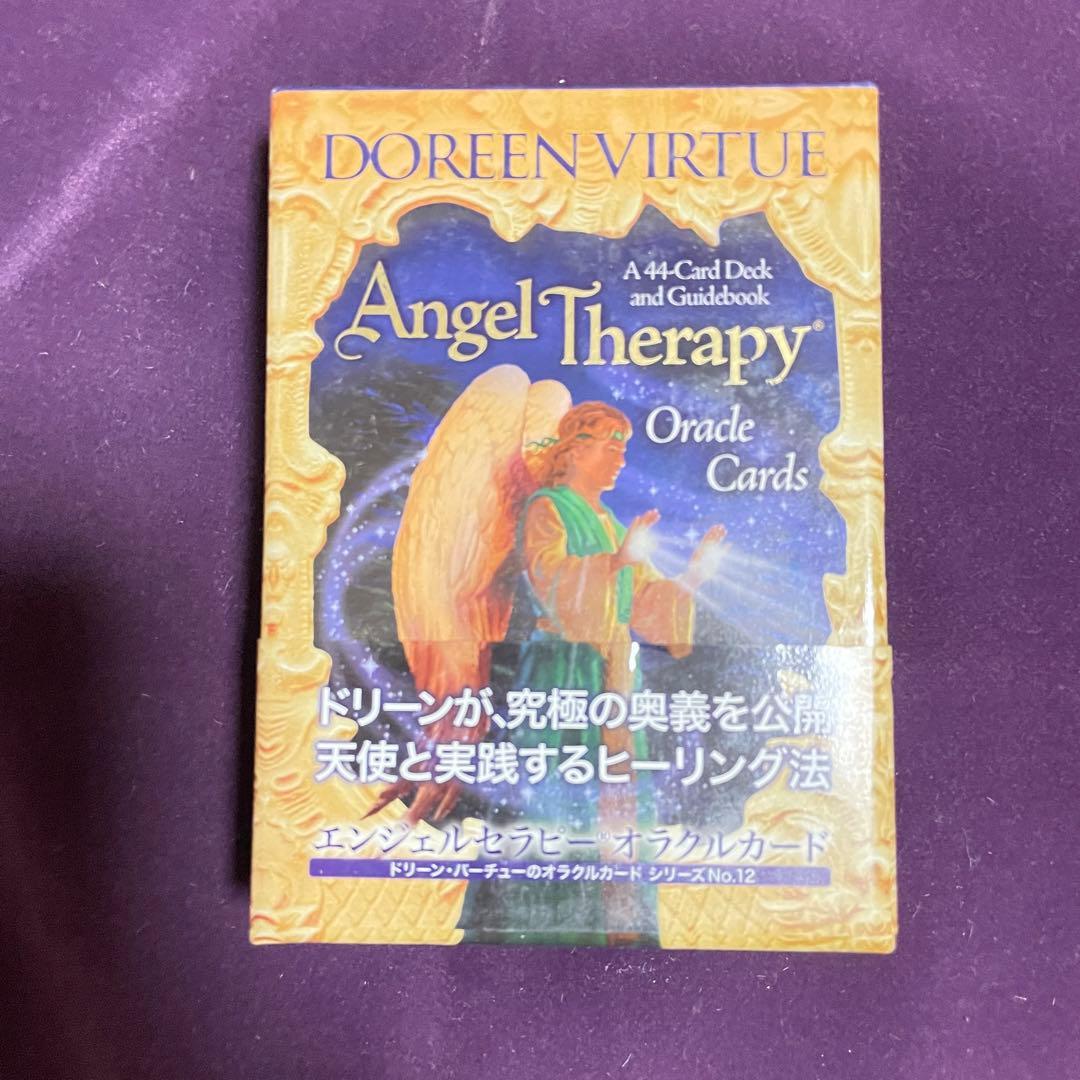 DOREEN VIRTUE
A 44-Card Deck
and Guidebook
Angel Therapy®
Oracle
Cards
ドリーンが、究極の奥義を公開
天使と実践するヒーリング法
エンジェルセラピー®オラクルカード
ドリーン・バーチューのオラクルカード シリーズNo.12